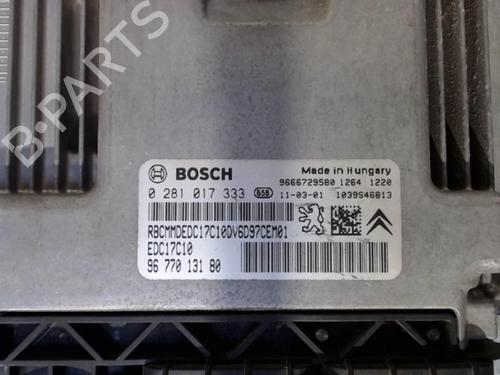 B-PARTS
BOSCH
Made in Hungary
0 281 017 333 656
9666729580 1264 1220
11-03-01 1039S46813
RBCMMDEDC17C10DV6D97CEM01
EDC17C10
96 770 131 80